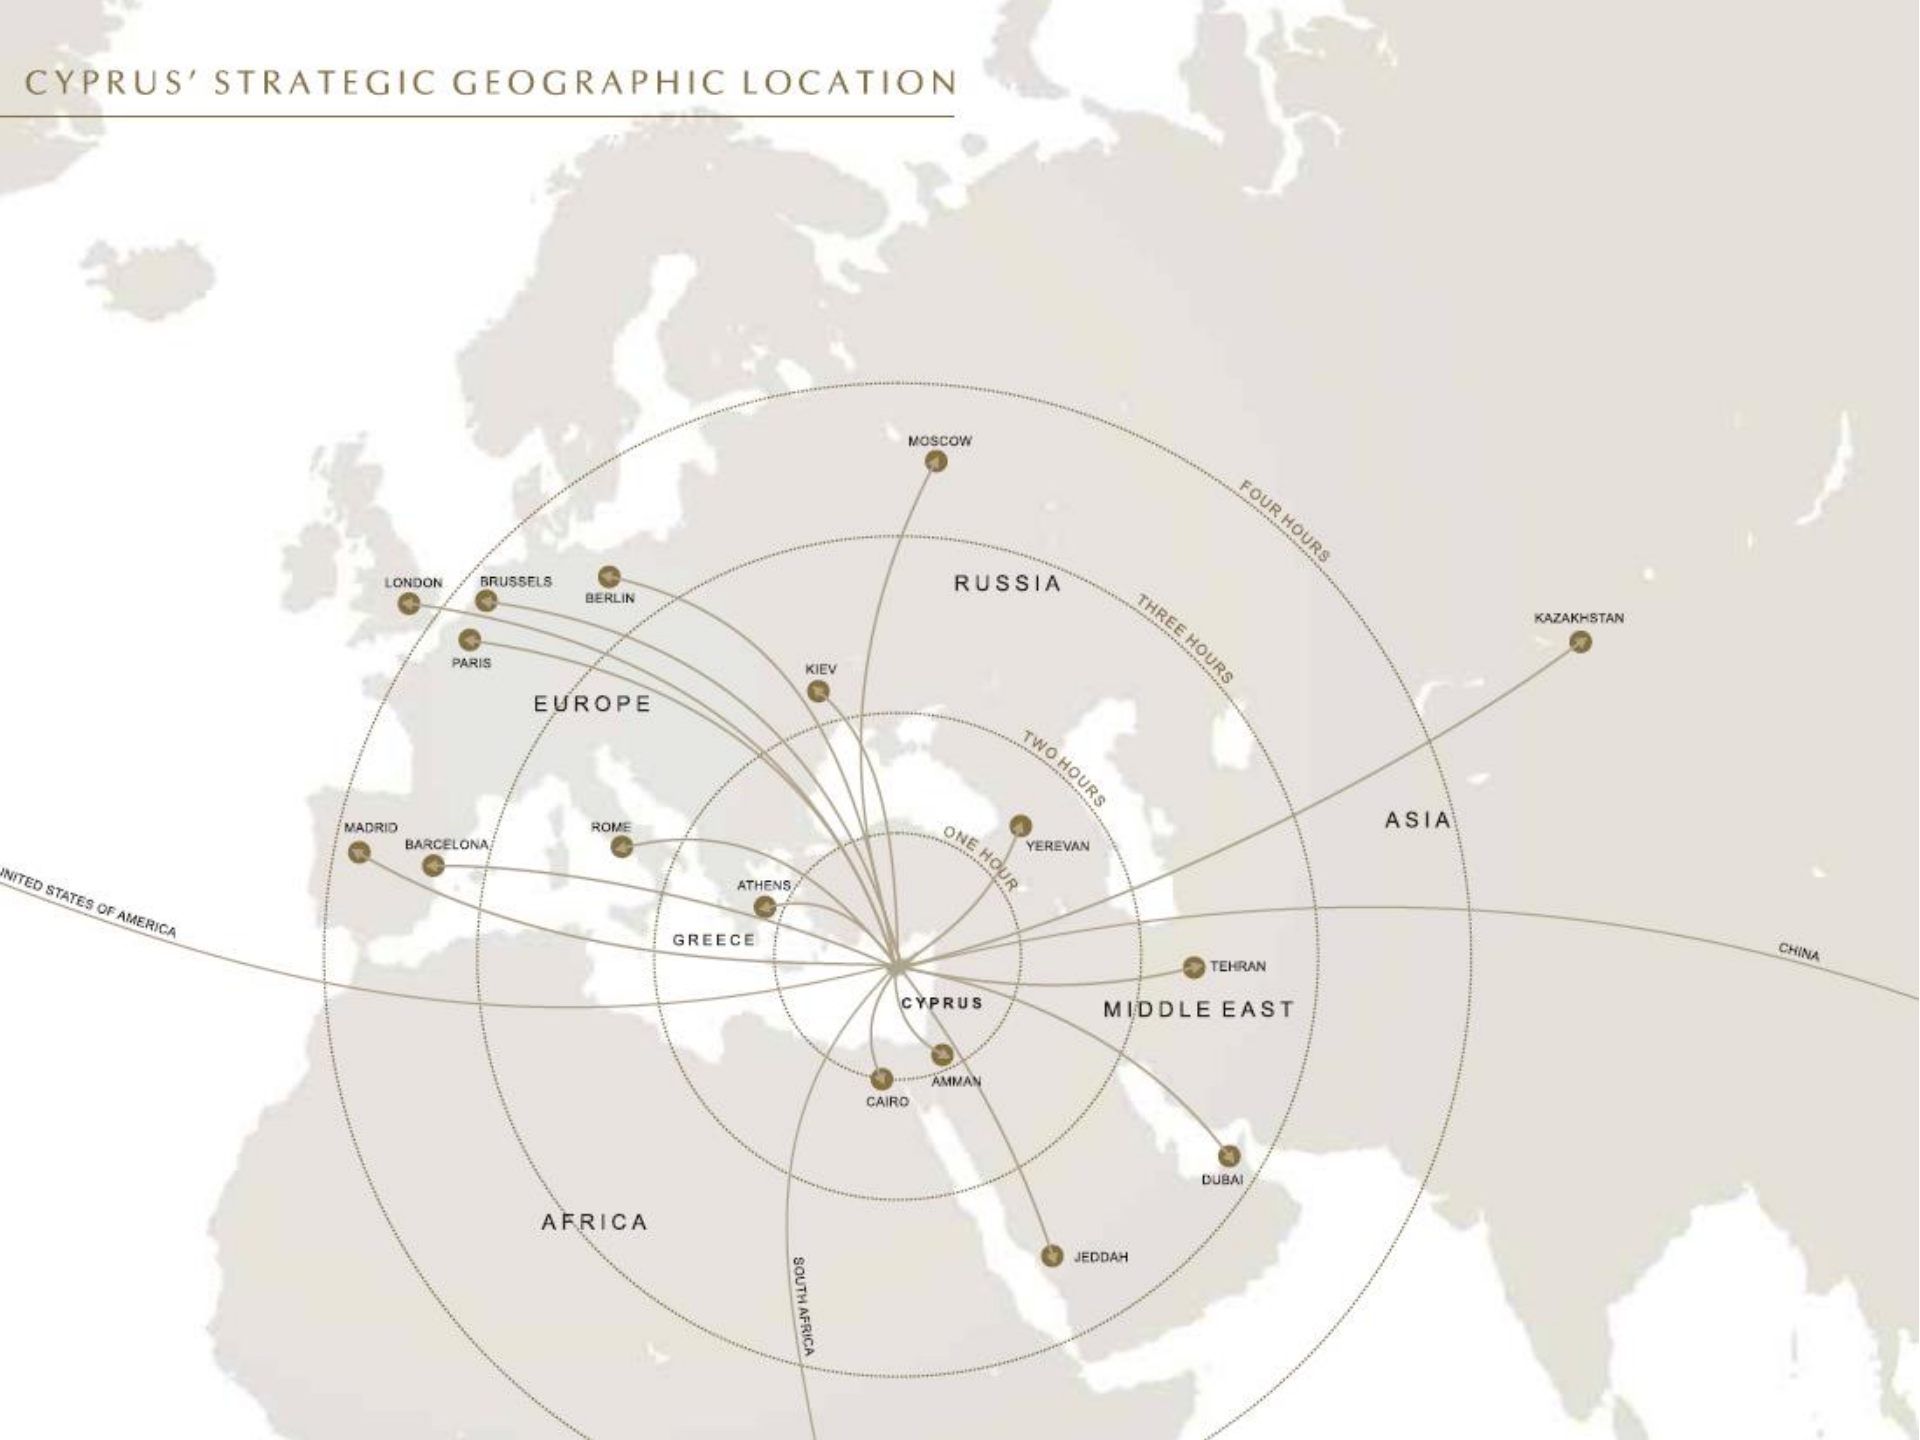 CYPRUS' STRATEGIC GEOGRAPHIC LOCATION
MOSCOW
FOUR HOURS
LONDON
BRUSSELS
BERLIN
RUSSIA
THREE HOURS
KAZAKHSTAN
PARIS
KIEV
EUROPE
TWO HOURS
MADRID
BARCELONA
ROME
ONE HOUR
YEREVAN
ASIA
ATHENS
UNITED STATES OF AMERICA
GREECE
CHINA
TEHRAN
CYPRUS
MIDDLE EAST
AMMAN
CAIRO
DUBAI
AFRICA
JEDDAH
SOUTH AFRICA